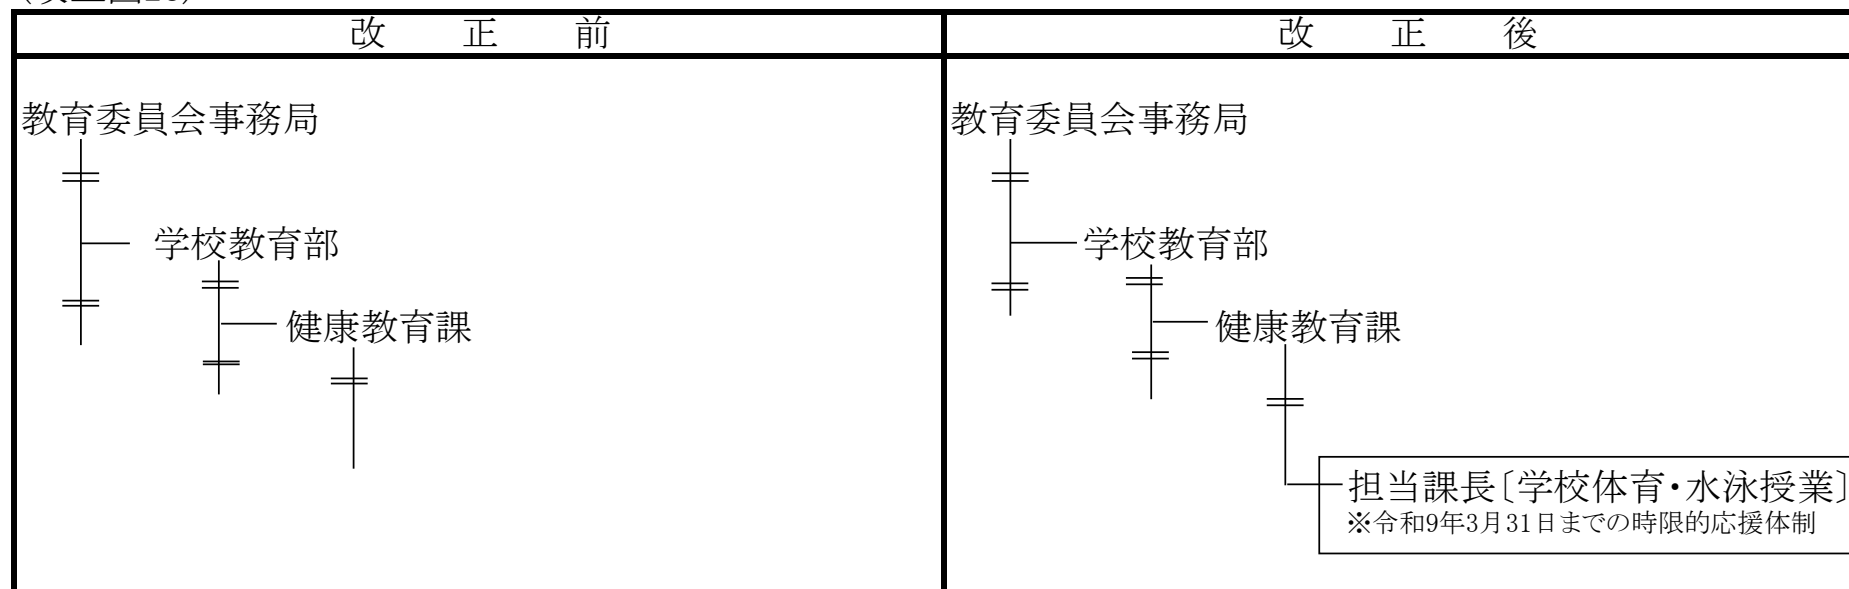 改正前
改正後
教育委員会事務局
学校教育部
健康教育課
教育委員会事務局
学校教育部
健康教育課
担当課長〔学校体育・水泳授業〕
※令和9年3月31日までの時限的応援体制